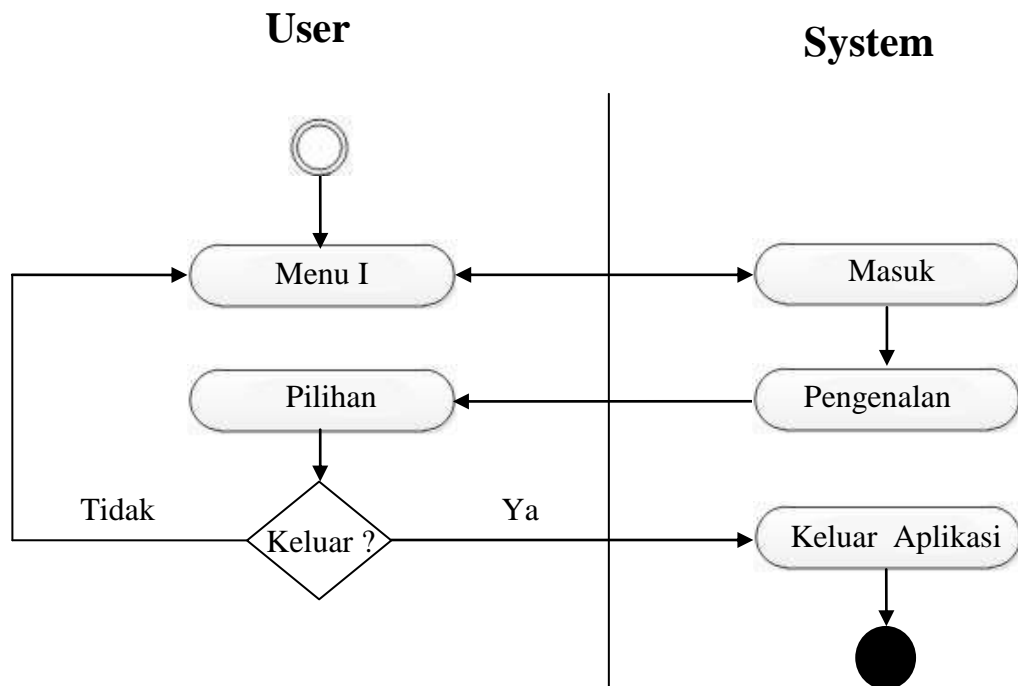 User
System
Menu I
Masuk
Pilihan
Pengenalan
Tidak
Ya
Keluar ?
Keluar Aplikasi